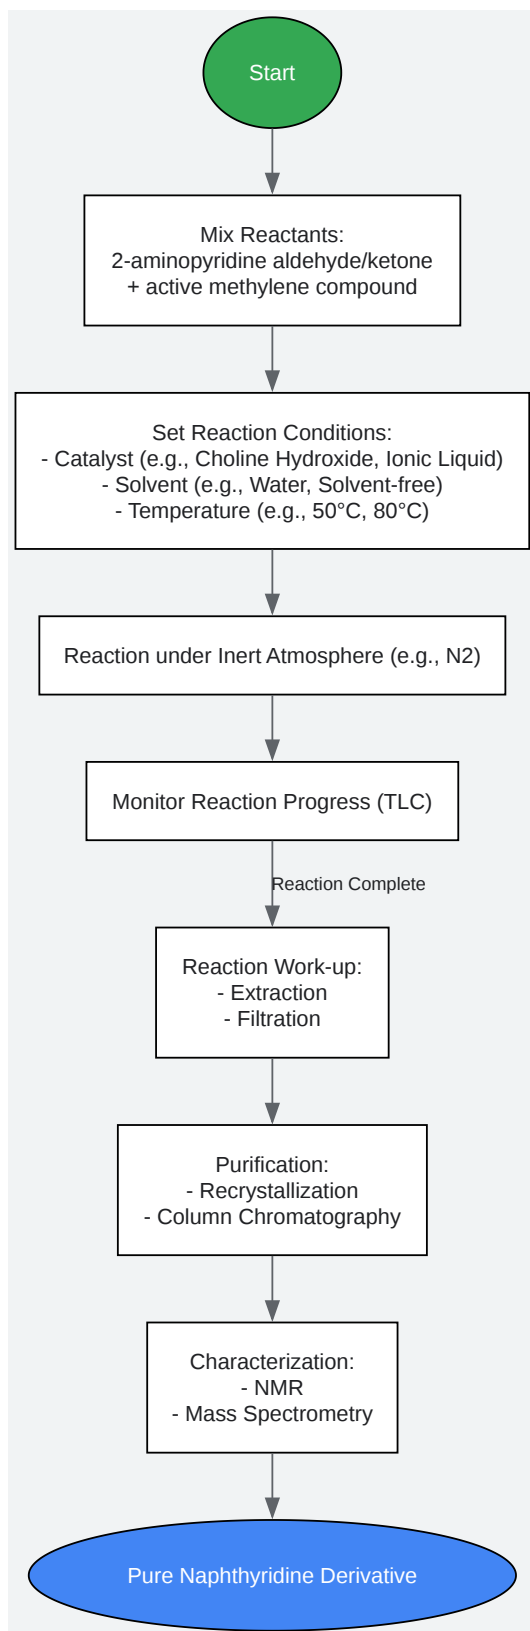 Start
Mix Reactants:
2-aminopyridine aldehyde/ketone
+ active methylene compound
Set Reaction Conditions:
- Catalyst (e.g., Choline Hydroxide, Ionic Liquid)
- Solvent (e.g., Water, Solvent-free)
- Temperature (e.g., 50°C, 80°C)
Reaction under Inert Atmosphere (e.g., N2)
Monitor Reaction Progress (TLC)
Reaction Complete
Reaction Work-up:
- Extraction
- Filtration
Purification:
- Recrystallization
- Column Chromatography
Characterization:
- NMR
- Mass Spectrometry
Pure Naphthyridine Derivative